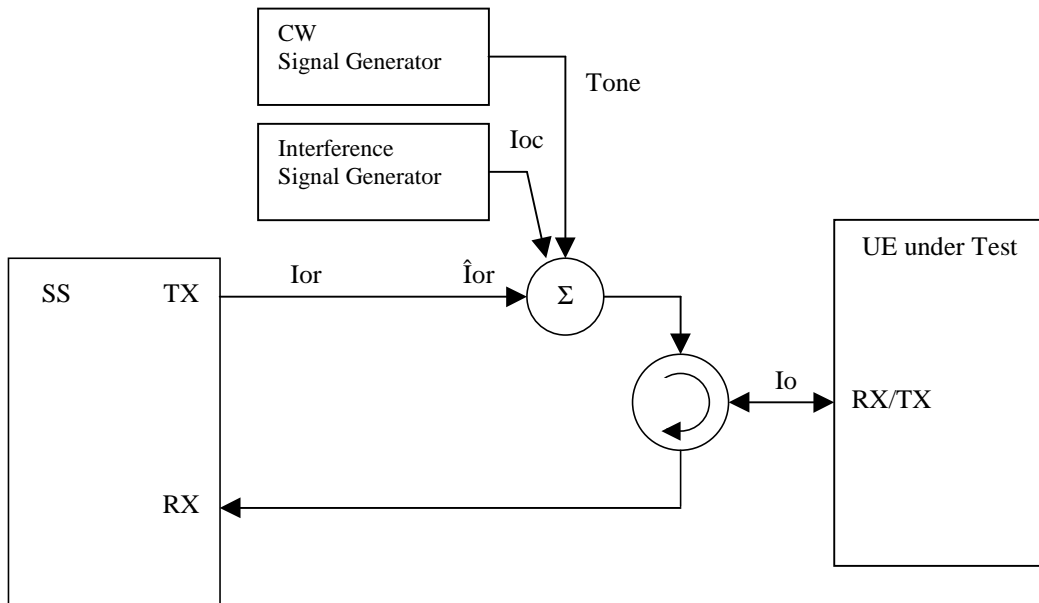 CW
Signal Generator
Tone
Interference
Signal Generator
Ioc
UE under Test
SS
TX
Ior
Îor
Σ
Io
RX/TX
RX